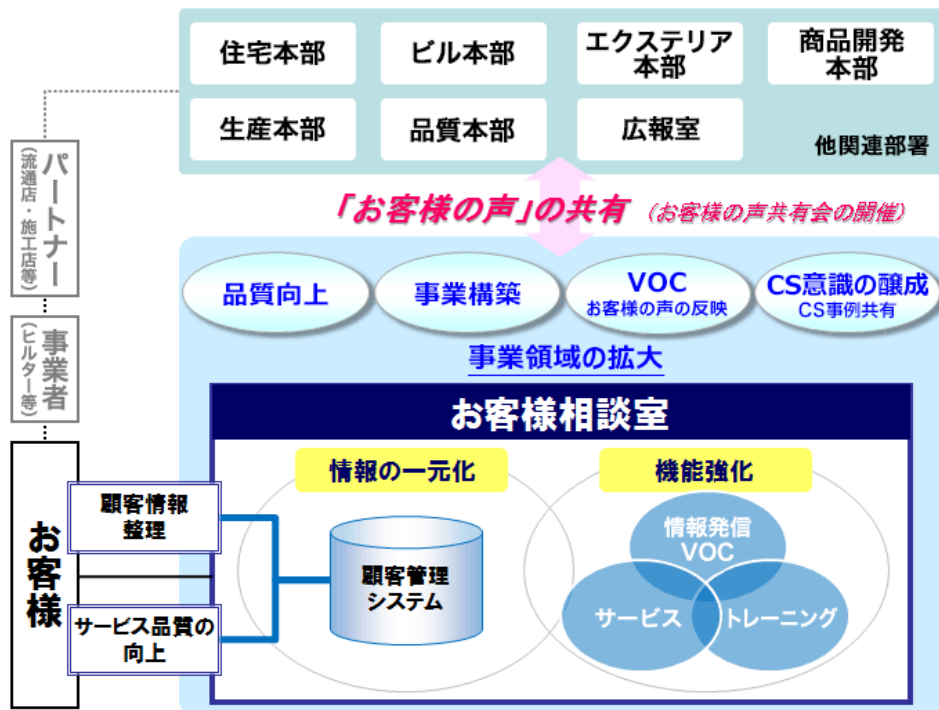 住宅本部
ビル本部
エクステリア
本部
商品開発
本部
生産本部
品質本部
広報室
他関連部署
「お客様の声」の共有 (お客様の声共有会の開催)
品質向上
事業構築
VOC
お客様の声の反映
CS意識の醸成
CS事例共有
事業領域の拡大
お客様相談室
情報の一元化
機能強化
顧客管理
システム
情報発信
VOC
サービス
トレーニング
パートナー
(流通店・施工店等)
事業者
(ビルダー等)
お客様
顧客情報
整理
サービス品質の
向上